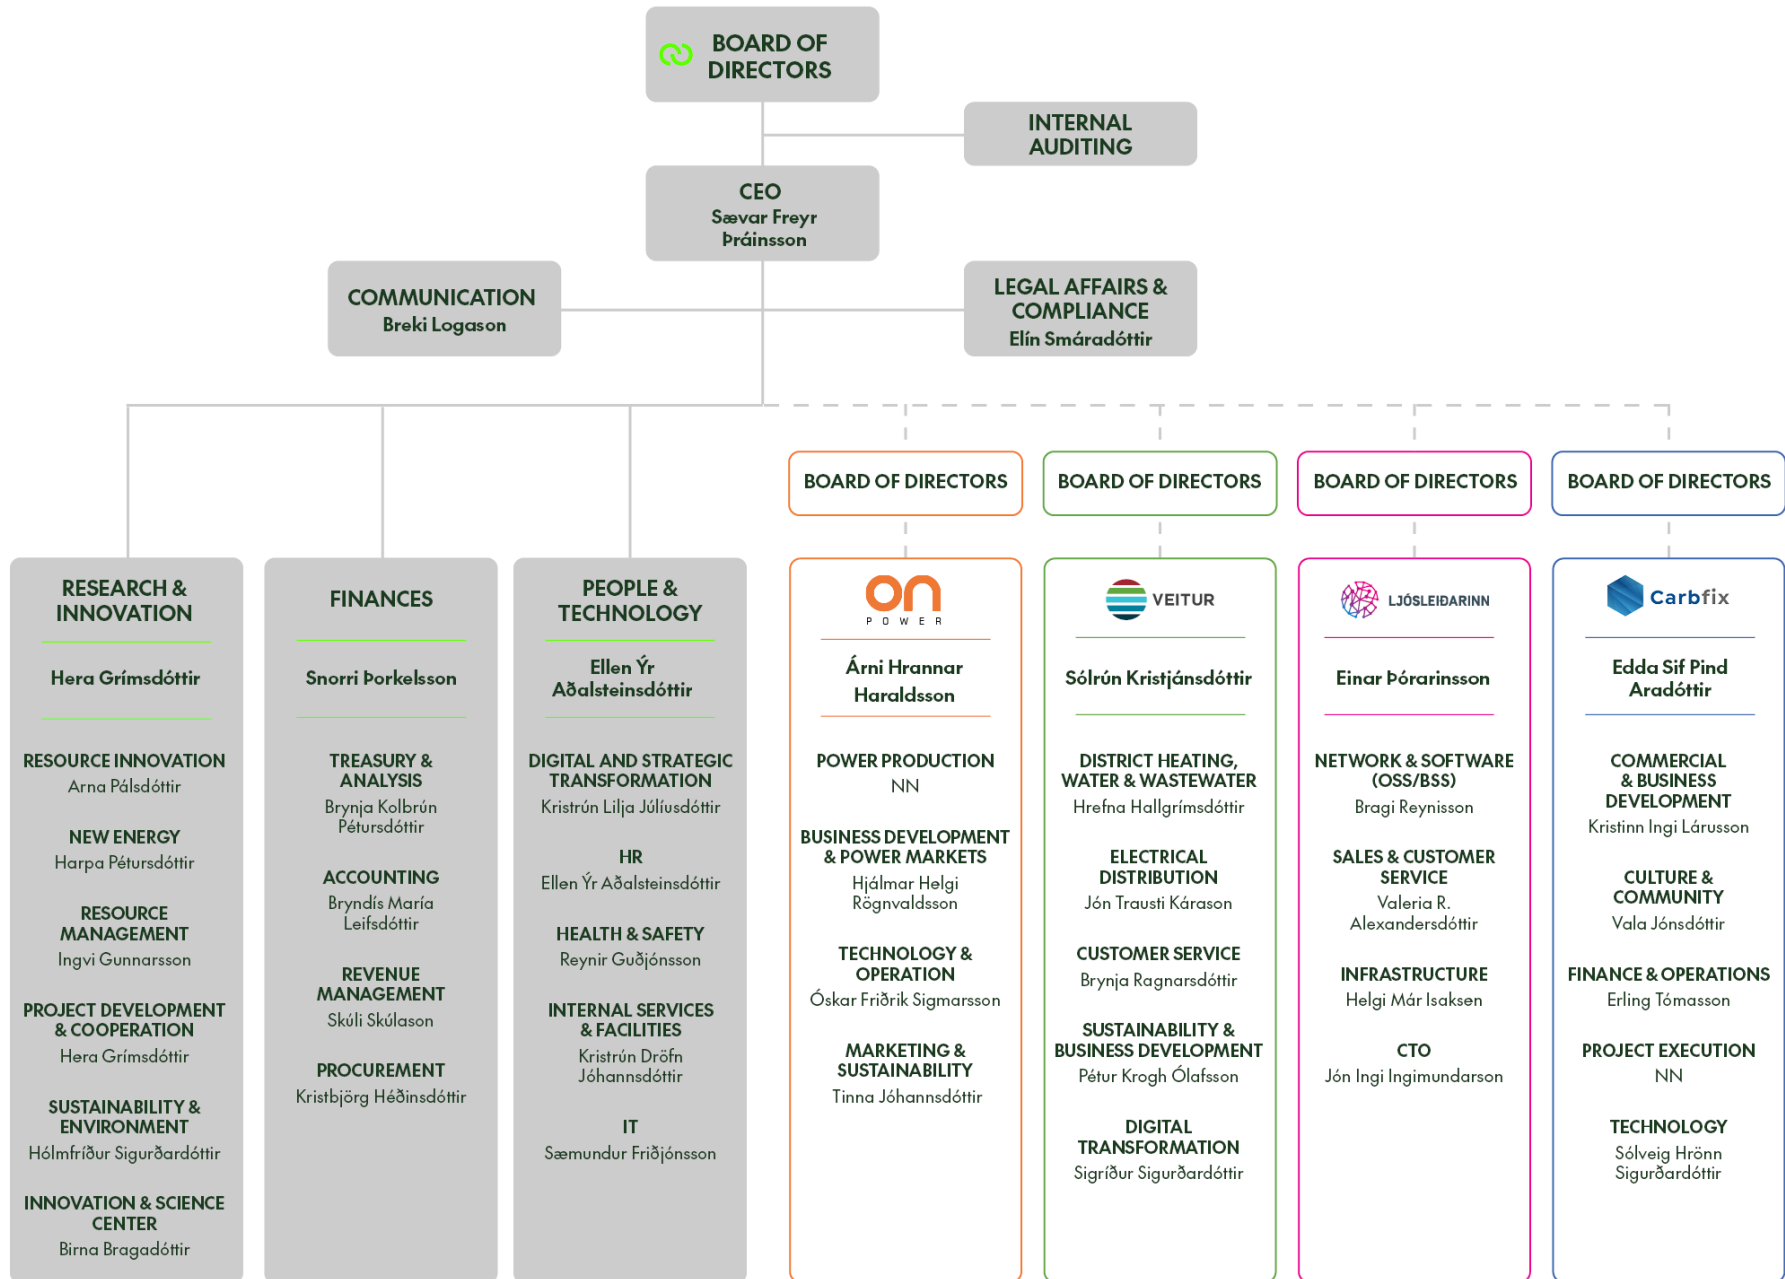 BOARD OF
DIRECTORS
INTERNAL
AUDITING
CEO
Sævar Freyr
Þráinsson
COMMUNICATION
Breki Logason
LEGAL AFFAIRS &
COMPLIANCE
Elín Smáradóttir
BOARD OF DIRECTORS
BOARD OF DIRECTORS
BOARD OF DIRECTORS
BOARD OF DIRECTORS
RESEARCH &
INNOVATION
Hera Grímsdóttir
RESOURCE INNOVATION
Arna Pálsdóttir
NEW ENERGY
Harpa Pétursdóttir
RESOURCE
MANAGEMENT
Ingvi Gunnarsson
PROJECT DEVELOPMENT
& COOPERATION
Hera Grímsdóttir
SUSTAINABILITY &
ENVIRONMENT
Hólmfríður Sigurðardóttir
INNOVATION & SCIENCE
CENTER
Birna Bragadóttir
FINANCES
Snorri Þorkelsson
TREASURY &
ANALYSIS
Brynja Kolbrún
Pétursdóttir
ACCOUNTING
Bryndís María
Leifsdóttir
REVENUE
MANAGEMENT
Skúli Skúlason
PROCUREMENT
Kristbjörg Héðinsdóttir
PEOPLE &
TECHNOLOGY
Ellen Ýr
Aðalsteinsdóttir
DIGITAL AND STRATEGIC
TRANSFORMATION
Kristrún Lilja Júlíusdóttir
HR
Ellen Ýr Aðalsteinsdóttir
HEALTH & SAFETY
Reynir Guðjónsson
INTERNAL SERVICES
& FACILITIES
Kristrún Dröfn
Jóhannsdóttir
IT
Sæmundur Friðjónsson
on
POWER
Árni Hrannar
Haraldsson
POWER PRODUCTION
NN
BUSINESS DEVELOPMENT
& POWER MARKETS
Hjálmar Helgi
Rögnvaldsson
TECHNOLOGY &
OPERATION
Óskar Friðrik Sigmarsson
MARKETING &
SUSTAINABILITY
Tinna Jóhannsdóttir
VEITUR
Sólrún Kristjánsdóttir
DISTRICT HEATING,
WATER & WASTEWATER
Hrefna Hallgrímsdóttir
ELECTRICAL
DISTRIBUTION
Jón Trausti Kárason
CUSTOMER SERVICE
Brynja Ragnarsdóttir
SUSTAINABILITY &
BUSINESS DEVELOPMENT
Pétur Krogh Ólafsson
DIGITAL
TRANSFORMATION
Sigríður Sigurðardóttir
LJÓSLEIÐARINN
Einar Þórarinsson
NETWORK & SOFTWARE
(OSS/BSS)
Bragi Reynisson
SALES & CUSTOMER
SERVICE
Valeria R.
Alexandersdóttir
INFRASTRUCTURE
Helgi Már Isaksen
CTO
Jón Ingi Ingimundarson
Carbfix
Edda Sif Pind
Aradóttir
COMMERCIAL
& BUSINESS
DEVELOPMENT
Kristinn Ingi Lárusson
CULTURE &
COMMUNITY
Vala Jónsdóttir
FINANCE & OPERATIONS
Erling Tómasson
PROJECT EXECUTION
NN
TECHNOLOGY
Sólveig Hrönn
Sigurðardóttir